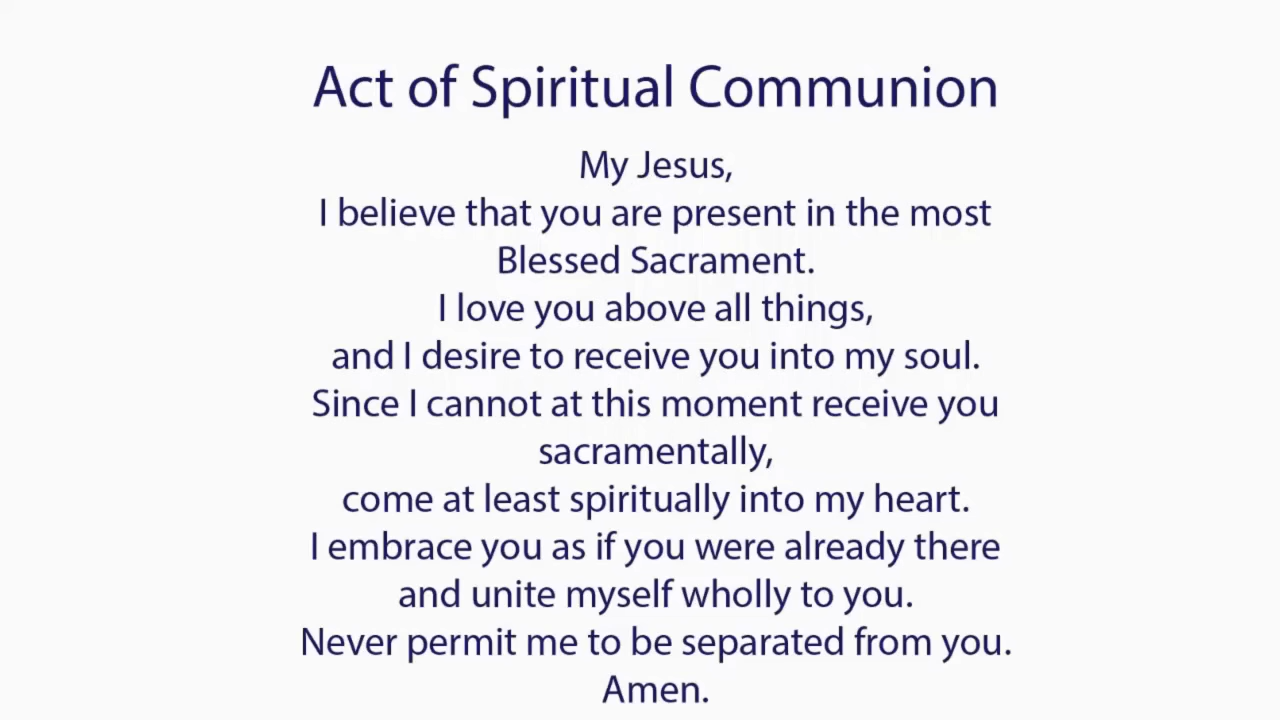 Act of Spiritual Communion
My Jesus,
I believe that you are present in the most
Blessed Sacrament.
I love you above all things,
and I desire to receive you into my soul.
Since I cannot at this moment receive you
sacramentally,
come at least spiritually into my heart.
I embrace you as if you were already there
and unite myself wholly to you.
Never permit me to be separated from you.
Amen.